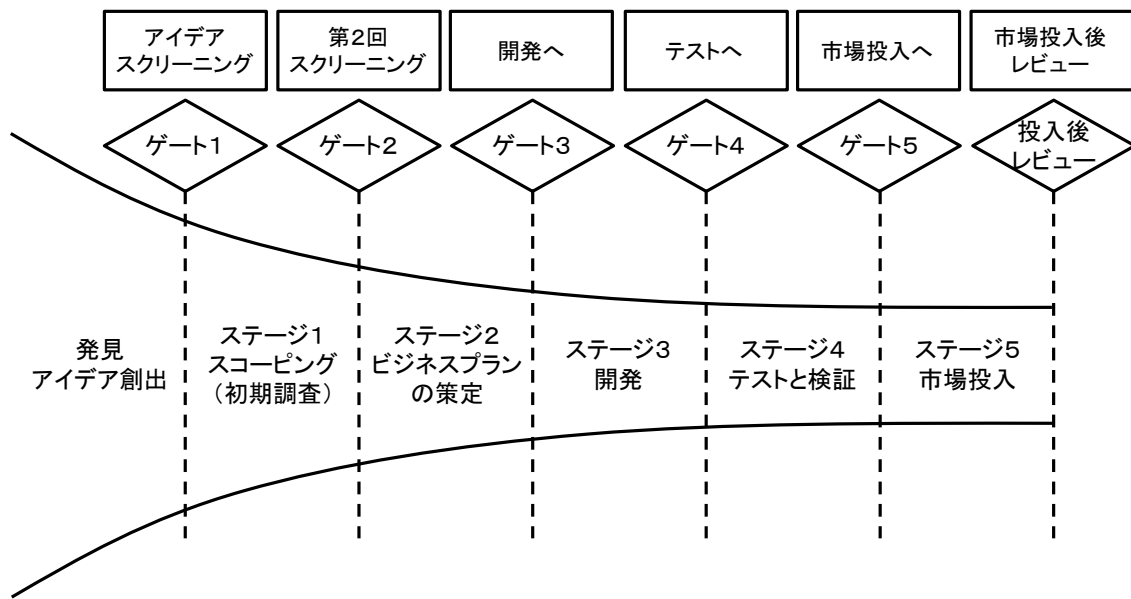 アイデア
スクリーニング
第2回
スクリーニング
開発へ
テストへ
市場投入へ
市場投入後
レビュー
ゲート1
ゲート2
ゲート3
ゲート4
ゲート5
投入後
レビュー
発見
アイデア創出
ステージ1
スコーピング
（初期調査）
ステージ2
ビジネスプラン
の策定
ステージ3
開発
ステージ4
テストと検証
ステージ5
市場投入